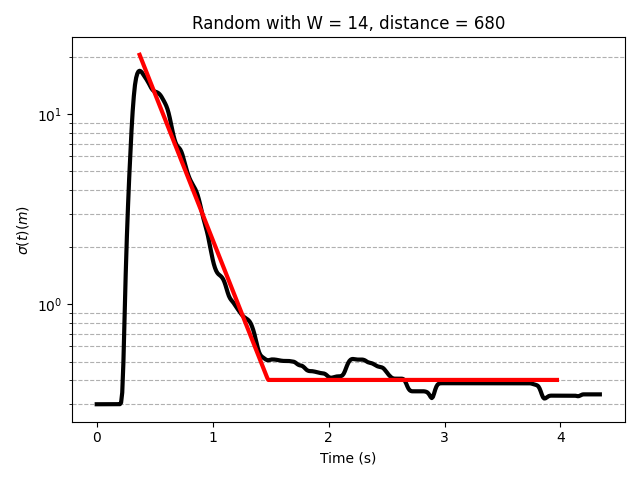 Random with W = 14, distance = 680
σ(t)(m)
10¹
10⁰
0 1 2 3 4
Time (s)